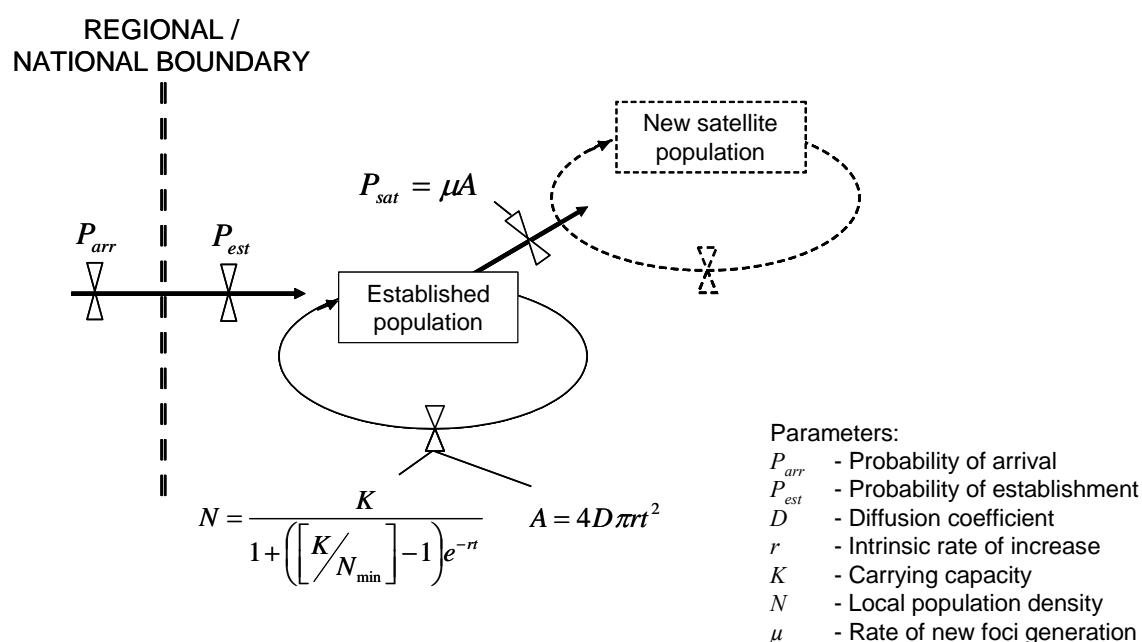 REGIONAL /
NATIONAL BOUNDARY
New satellite
population
P_sat = μA
P_arr
P_est
Established
population
N = K / (1 + ([K/N_min] − 1) e^{−rt})
A = 4Dπrt²
Parameters:
P_arr - Probability of arrival
P_est - Probability of establishment
D - Diffusion coefficient
r - Intrinsic rate of increase
K - Carrying capacity
N - Local population density
μ - Rate of new foci generation